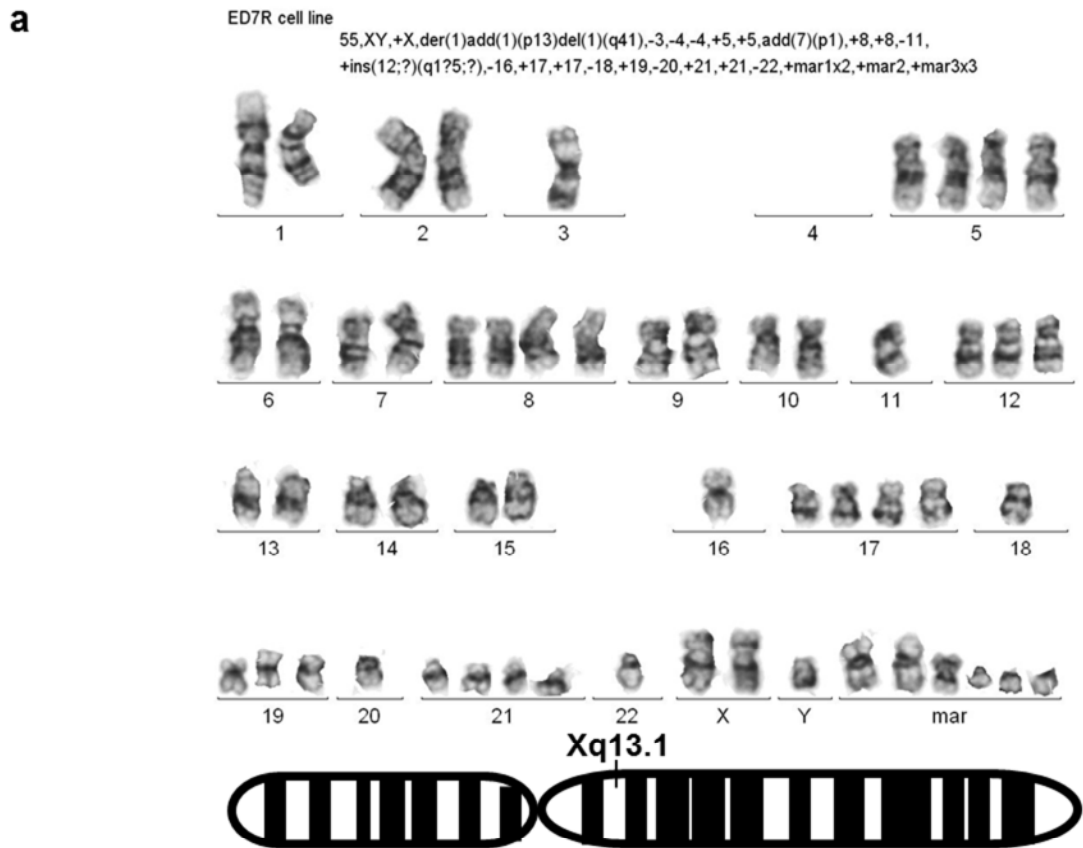 a
ED7R cell line
55,XY,+X,der(1)add(1)(p13)del(1)(q41),-3,-4,-4,+5,+5,add(7)(p1),+8,+8,-11,
+ins(12;?)(q1?5;?),-16,+17,+17,-18,+19,-20,+21,+21,-22,+mar1x2,+mar2,+mar3x3
1 2 3 4 5
6 7 8 9 10 11 12
13 14 15 16 17 18
19 20 21 22 X Y mar
Xq13.1